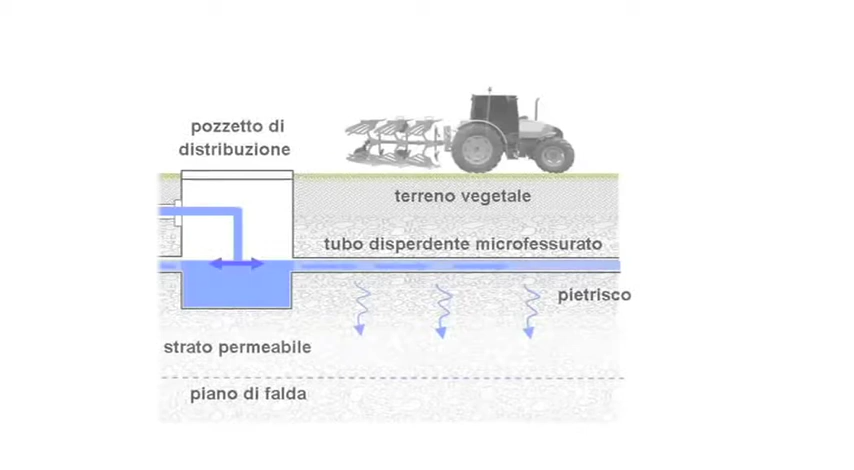 pozzetto di
distribuzione
terreno vegetale
tubo disperdente microfessurato
pietrisco
strato permeabile
piano di falda